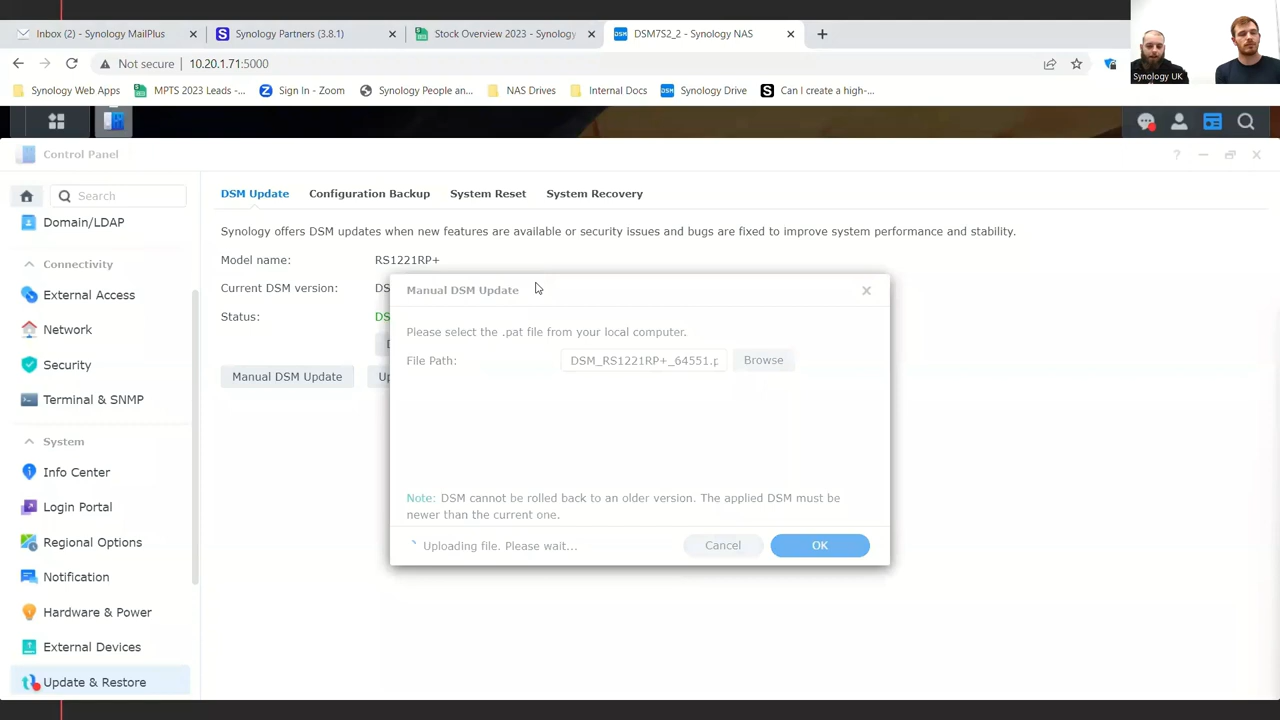 Inbox (2) - Synology MailPlus
Synology Partners (3.8.1)
Stock Overview 2023 - Synology
DSM7S2_2 - Synology NAS
Synology UK
Not secure
10.20.1.71:5000
Synology Web Apps
MPTS 2023 Leads -...
Sign In - Zoom
Synology People an...
NAS Drives
Internal Docs
Synology Drive
Can I create a high-...
Control Panel
Search
DSM Update
Configuration Backup
System Reset
System Recovery
Domain/LDAP
Synology offers DSM updates when new features are available or security issues and bugs are fixed to improve system performance and stability.
Connectivity
Model name:
RS1221RP+
External Access
Current DSM version:
DS
Status:
DS
Network
Manual DSM Update
Please select the .pat file from your local computer.
File Path:
DSM_RS1221RP+_64551.p
Browse
Security
Manual DSM Update
Up
Terminal & SNMP
System
Info Center
Login Portal
Note: DSM cannot be rolled back to an older version. The applied DSM must be
newer than the current one.
Regional Options
Uploading file. Please wait...
Cancel
OK
Notification
Hardware & Power
External Devices
Update & Restore